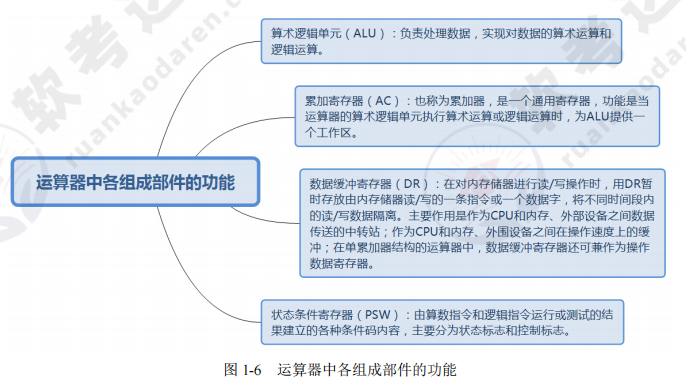 软考达人
ruankaodaren.com
软考达人
ruankaodaren.com
算术逻辑单元（ALU）：负责处理数据，实现对数据的算术运算和
逻辑运算。
累加寄存器（AC）：也称为累加器，是一个通用寄存器，功能是当
运算器的算术逻辑单元执行算术运算或逻辑运算时，为ALU提供一
个工作区。
运算器中各组成部件的功能
数据缓冲寄存器（DR）：在对内存储器进行读/写操作时，用DR暂
时存放由内存储器读/写的一条指令或一个数据字，将不同时间段内
的读/写数据隔离。主要作用是作为CPU和内存、外部设备之间数据
传送的中转站；作为CPU和内存、外围设备之间在操作速度上的缓
冲；在单累加器结构的运算器中，数据缓冲寄存器还可兼作为操作
数据寄存器。
状态条件寄存器（PSW）：由算数指令和逻辑指令运行或测试的结
果建立的各种条件码内容，主要分为状态标志和控制标志。
图 1-6 运算器中各组成部件的功能